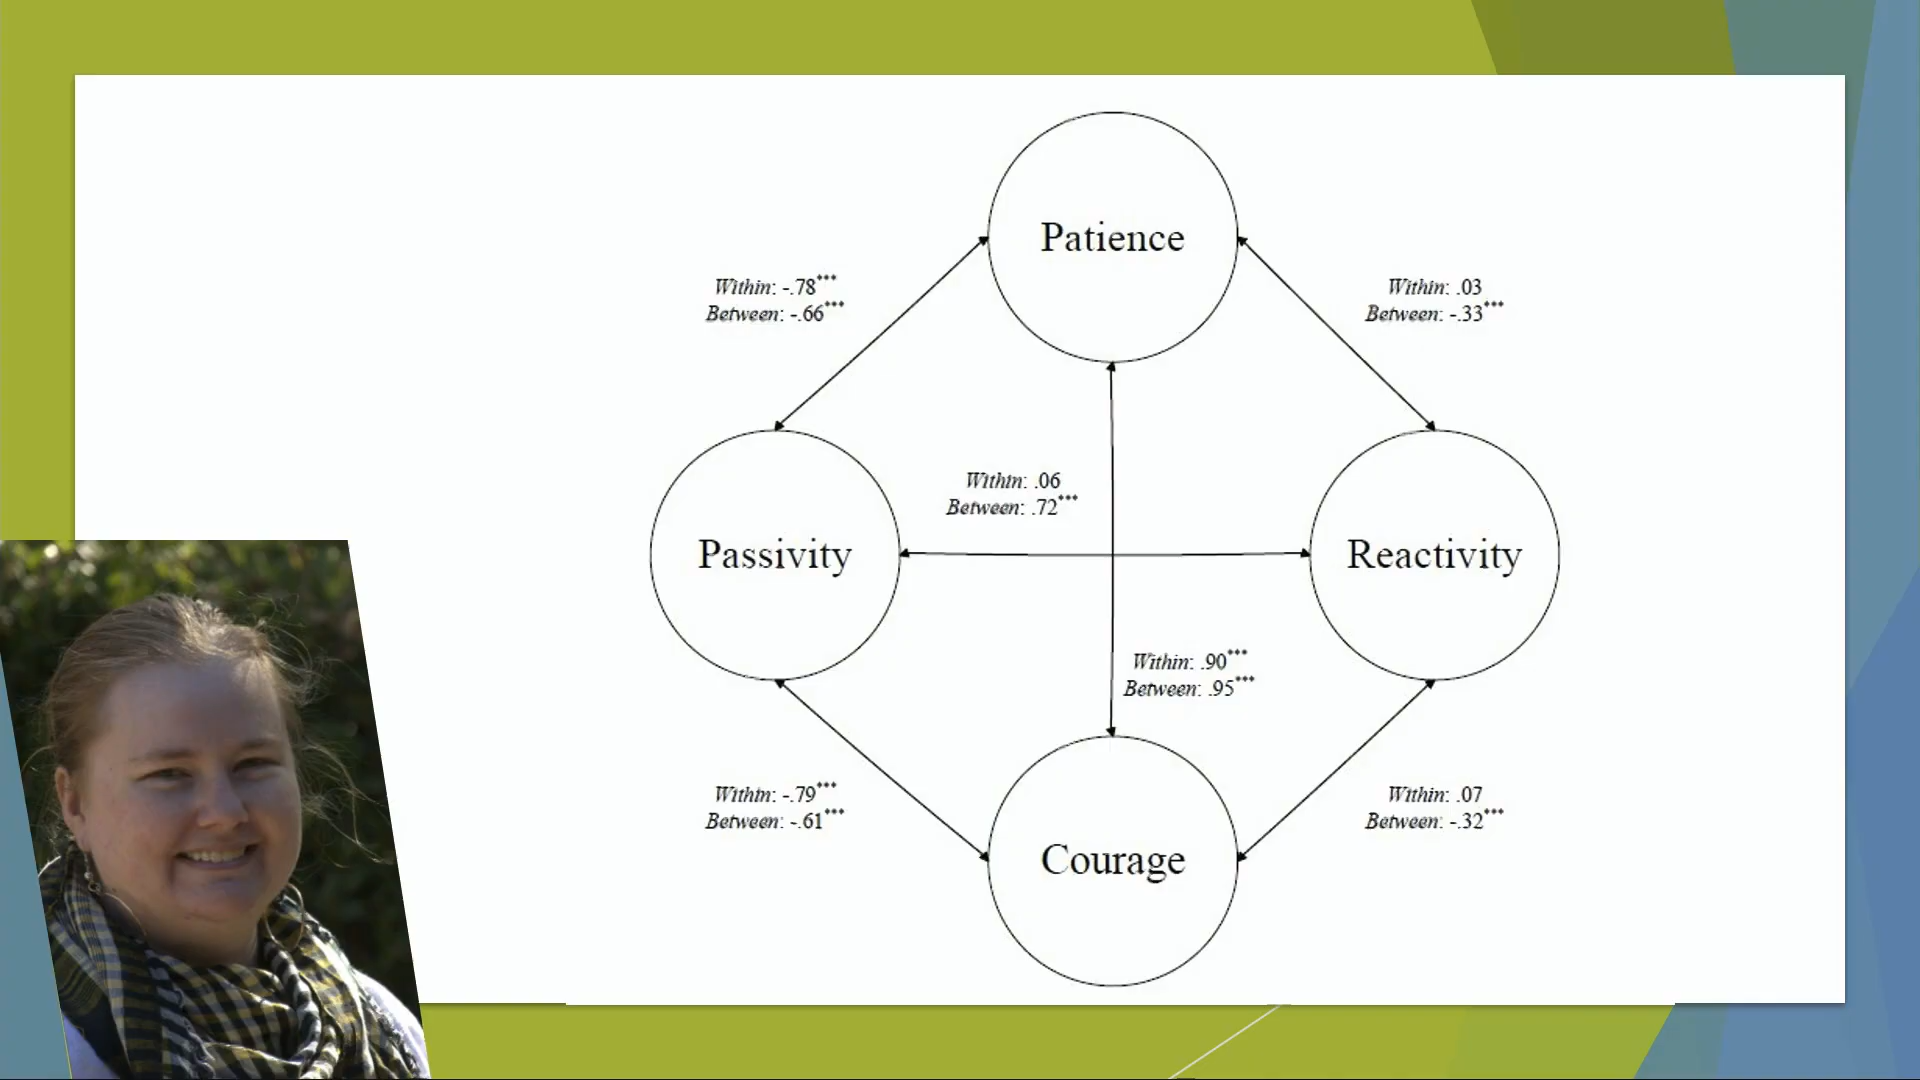 Patience
Within: -.78***
Between: -.66***
Within: .03
Between: -.33***
Within: .06
Between: .72***
Passivity
Reactivity
Within: .90***
Between: .95***
Within: -.79***
Between: -.61***
Within: .07
Between: -.32***
Courage